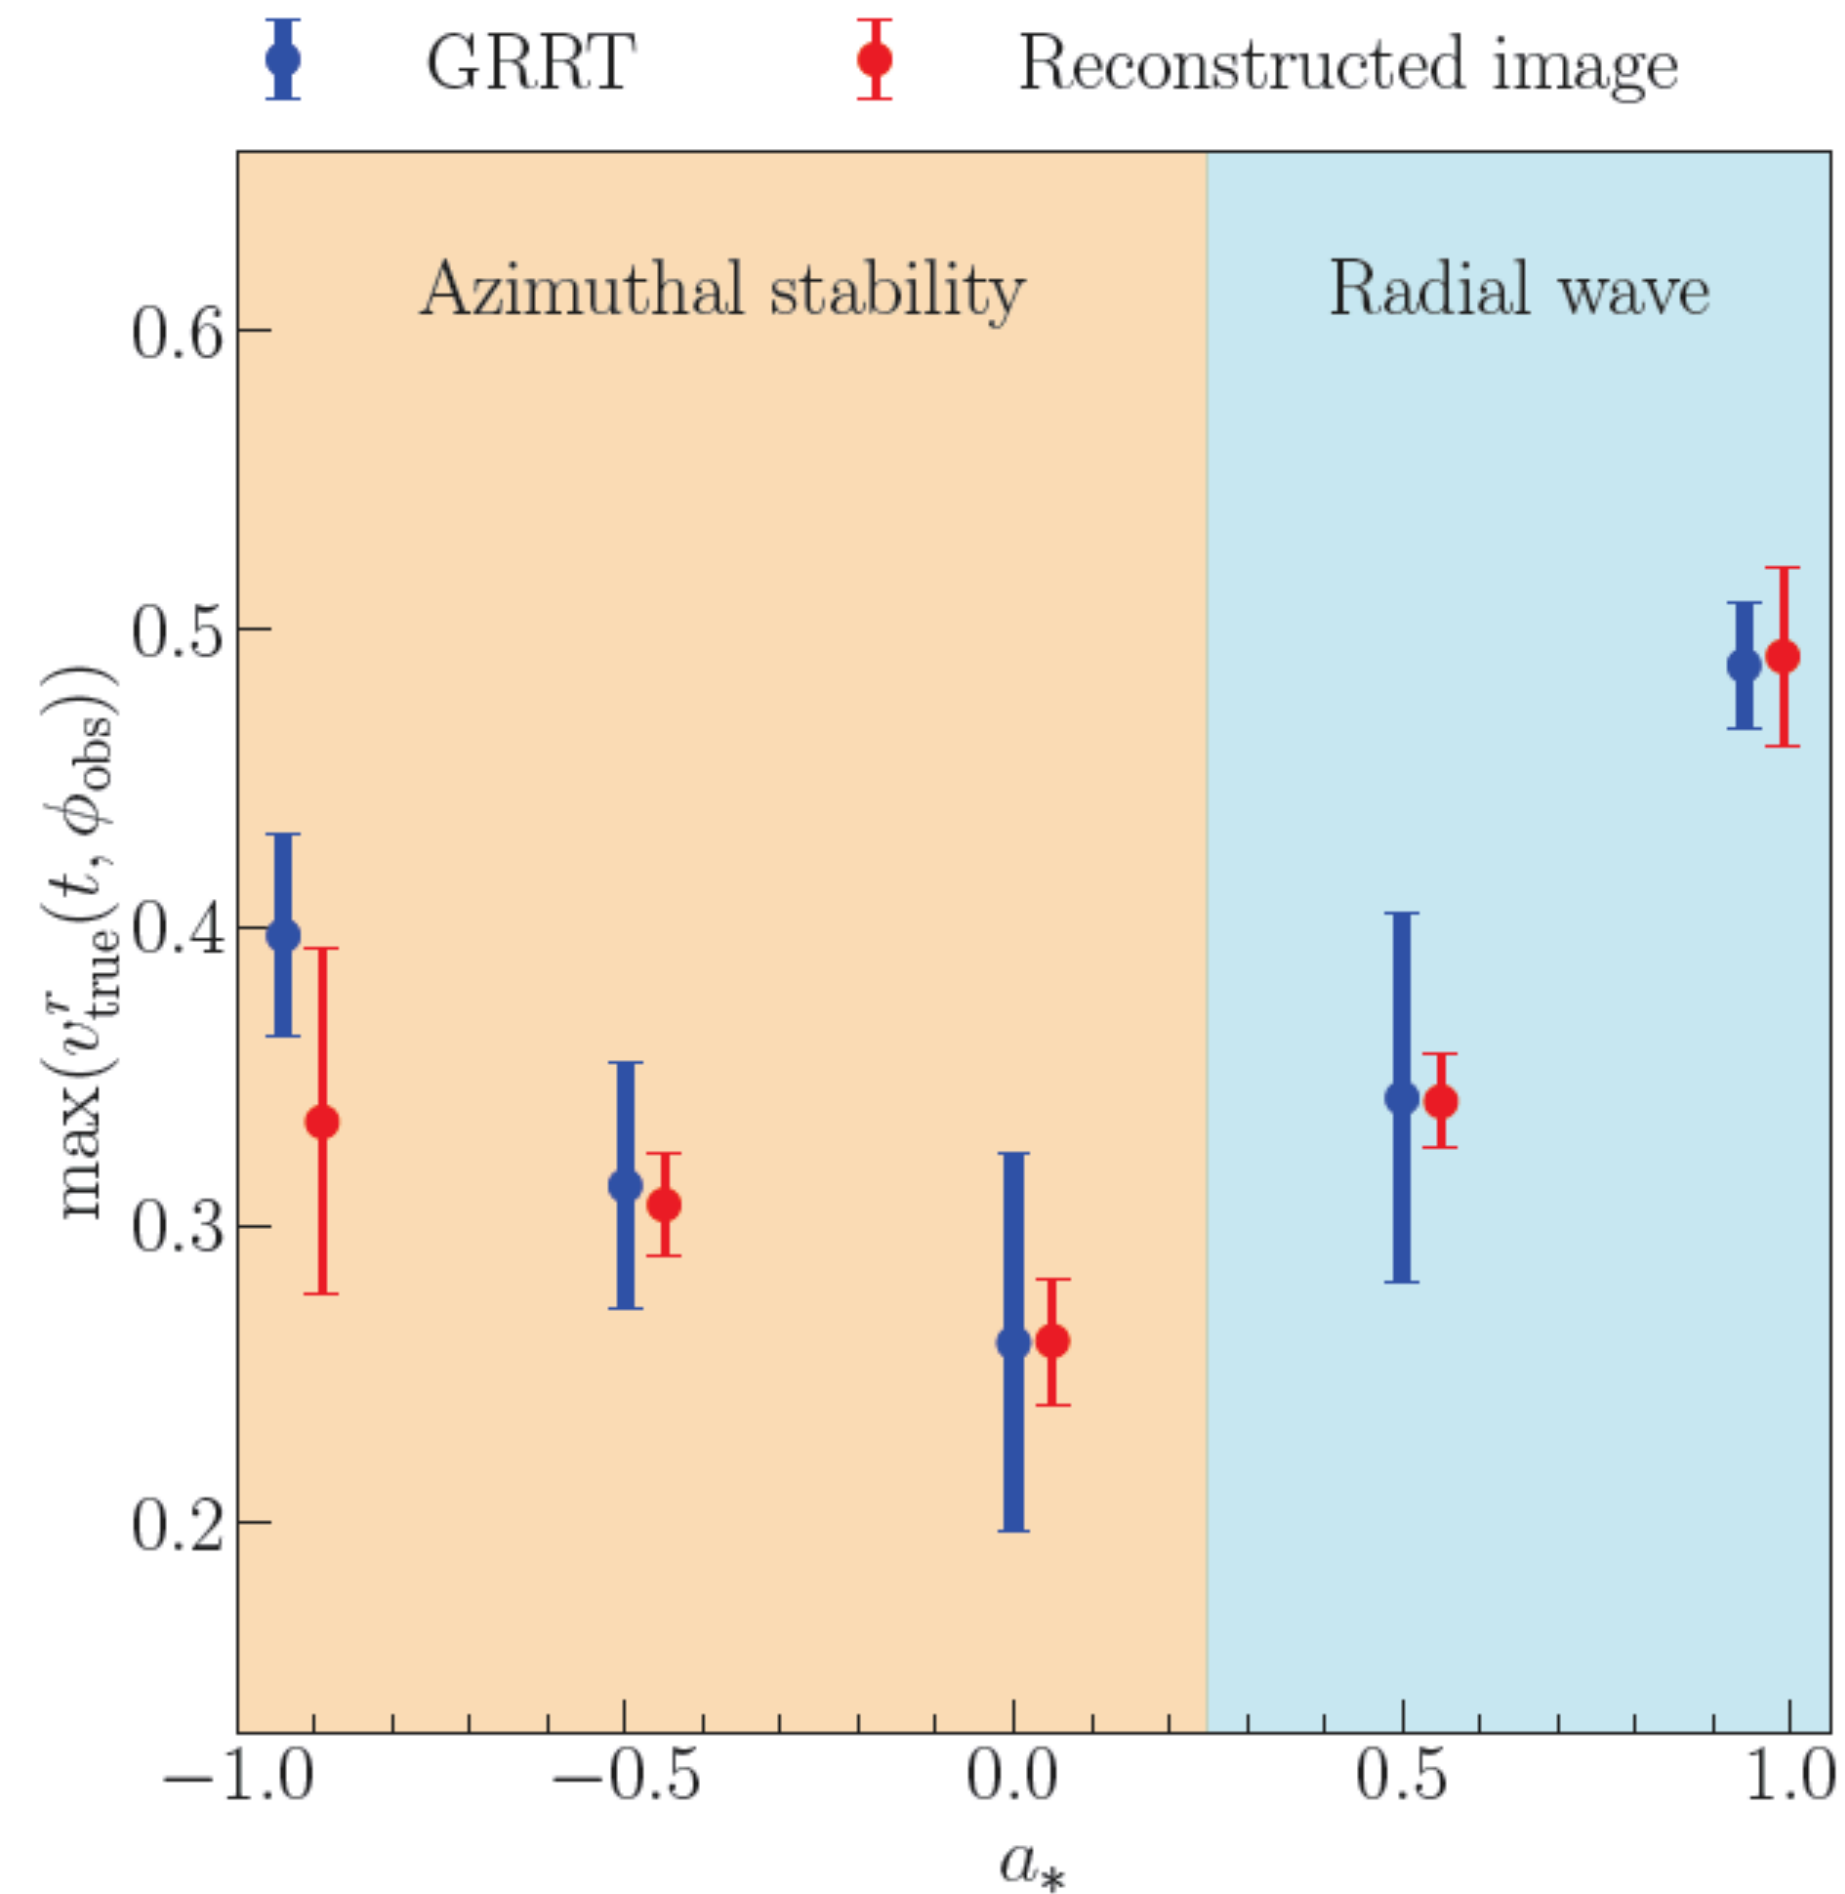 GRRT Reconstructed image
Azimuthal stability Radial wave
0.6
0.5
0.4
0.3
0.2
max(v^r_true(t, ϕ_obs))
−1.0 −0.5 0.0 0.5 1.0
a_*